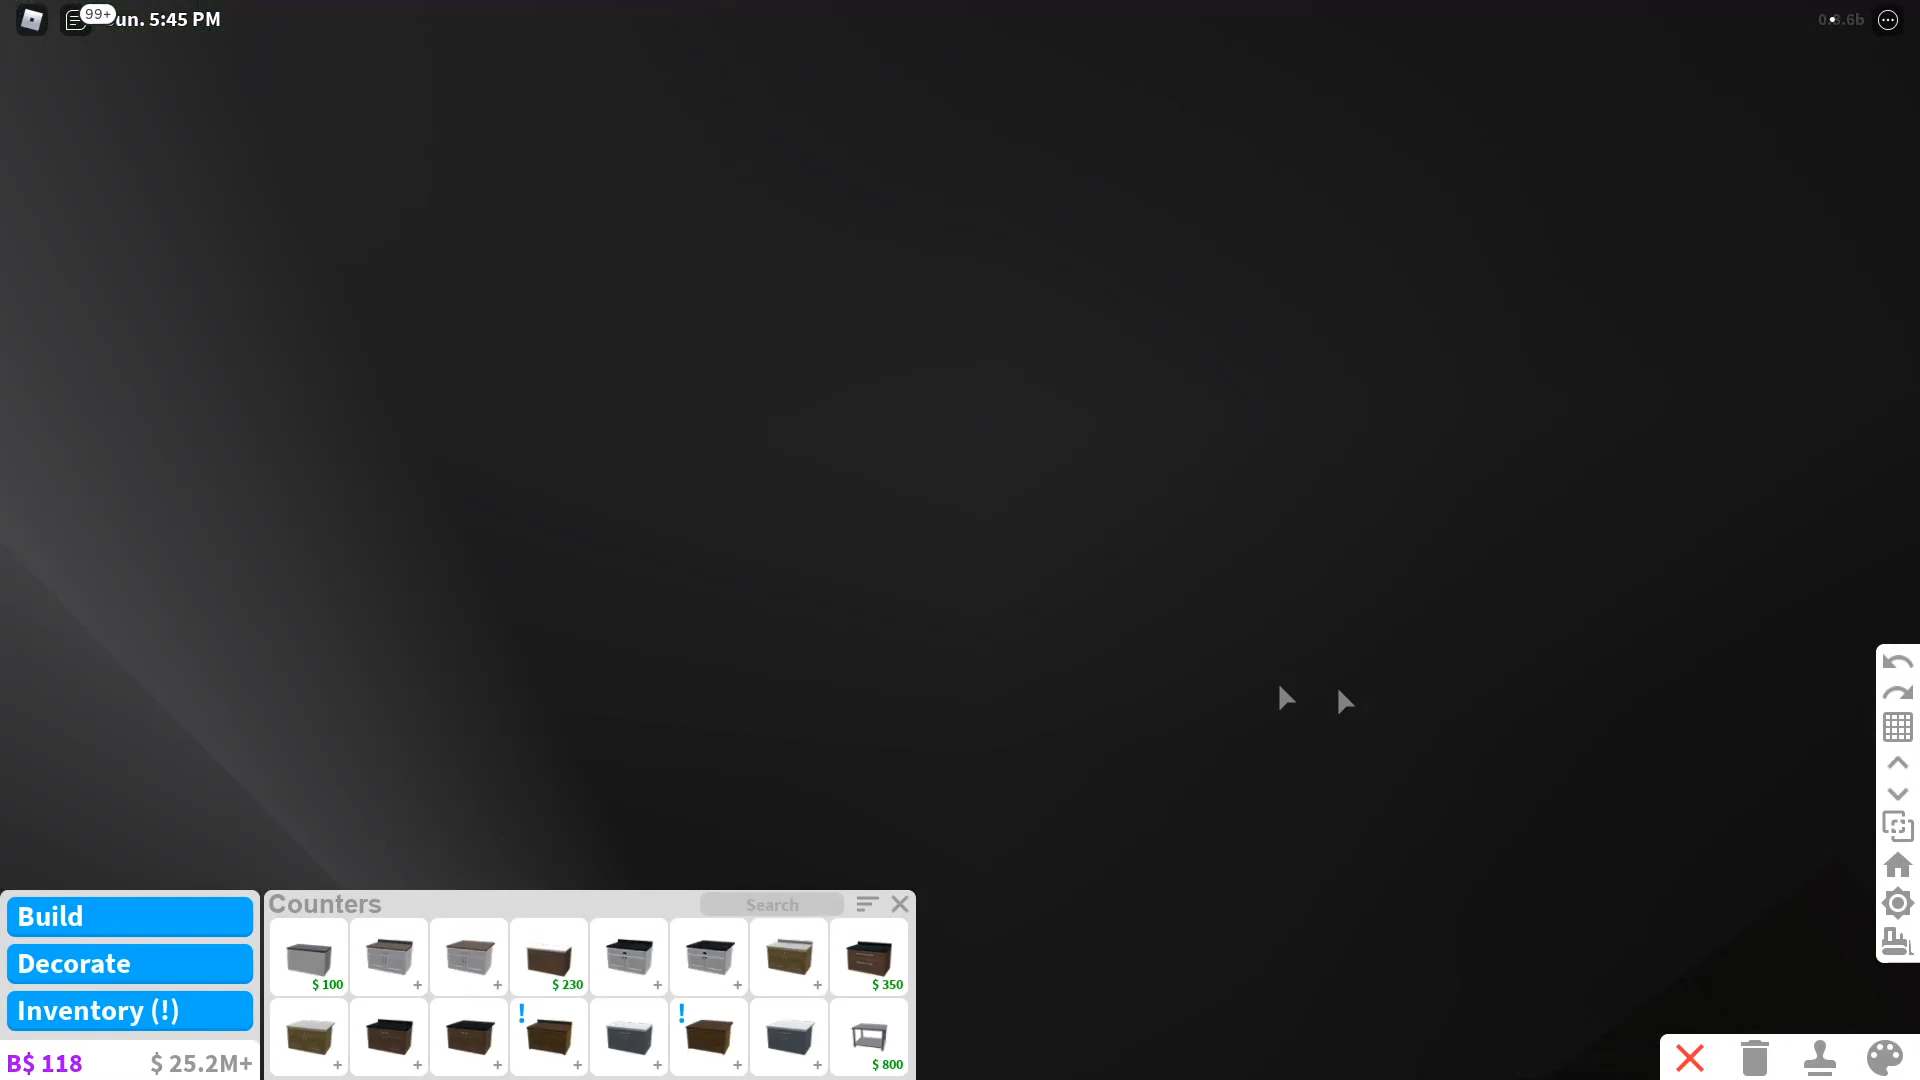 99+
un. 5:45 PM
Build
Decorate
Inventory (!)
B$ 118
$ 25.2M+
Counters
Search
$ 100
+
+
$ 230
+
+
+
$ 350
+
+
+
!
+
+
!
+
+
$ 800